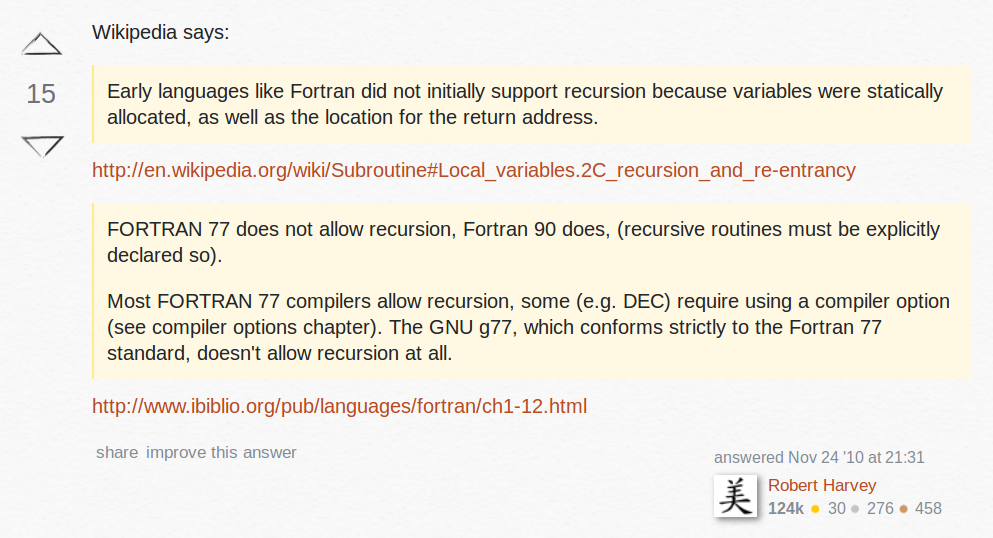 Wikipedia says:
15
Early languages like Fortran did not initially support recursion because variables were statically
allocated, as well as the location for the return address.
http://en.wikipedia.org/wiki/Subroutine#Local_variables.2C_recursion_and_re-entrancy
FORTRAN 77 does not allow recursion, Fortran 90 does, (recursive routines must be explicitly
declared so).
Most FORTRAN 77 compilers allow recursion, some (e.g. DEC) require using a compiler option
(see compiler options chapter). The GNU g77, which conforms strictly to the Fortran 77
standard, doesn't allow recursion at all.
http://www.ibiblio.org/pub/languages/fortran/ch1-12.html
share improve this answer
answered Nov 24 '10 at 21:31
美
Robert Harvey
124k ● 30 ● 276 ● 458